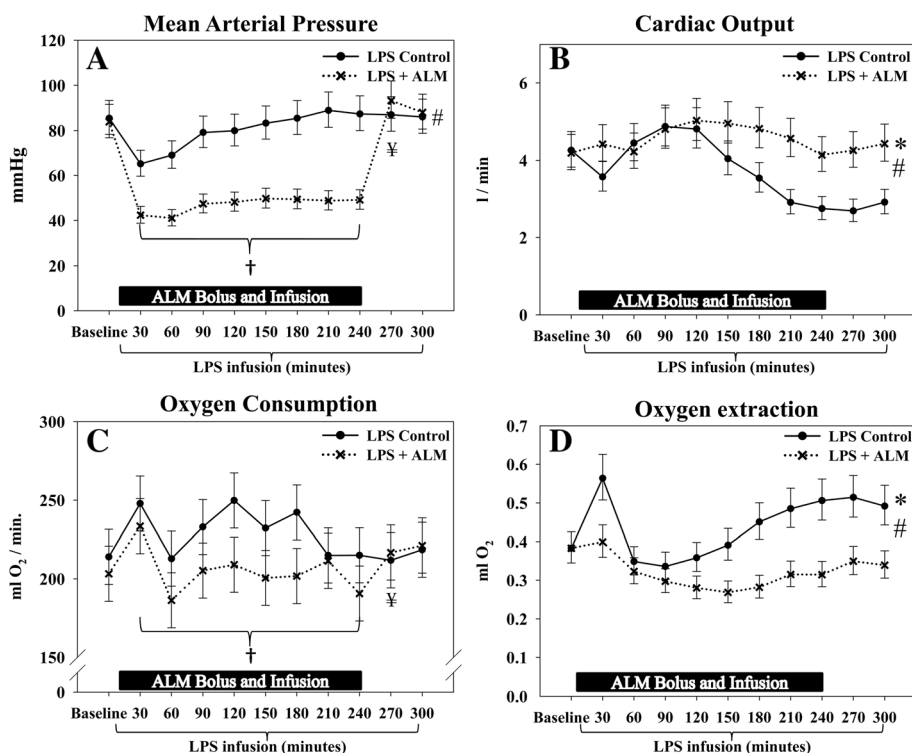 Mean Arterial Pressure
A
LPS Control
LPS + ALM
120
100
80
60
40
20
0
mmHg
#
¥
†
ALM Bolus and Infusion
Baseline 30 60 90 120 150 180 210 240 270 300
LPS infusion (minutes)
Cardiac Output
B
LPS Control
LPS + ALM
6
4
2
0
l / min
*
#
ALM Bolus and Infusion
Baseline 30 60 90 120 150 180 210 240 270 300
LPS infusion (minutes)
Oxygen Consumption
C
LPS Control
LPS + ALM
300
250
200
150
0
ml O₂ / min.
¥
†
ALM Bolus and Infusion
Baseline 30 60 90 120 150 180 210 240 270 300
LPS infusion (minutes)
Oxygen extraction
D
LPS Control
LPS + ALM
0.7
0.6
0.5
0.4
0.3
0.2
0.1
0.0
ml O₂
*
#
ALM Bolus and Infusion
Baseline 30 60 90 120 150 180 210 240 270 300
LPS infusion (minutes)